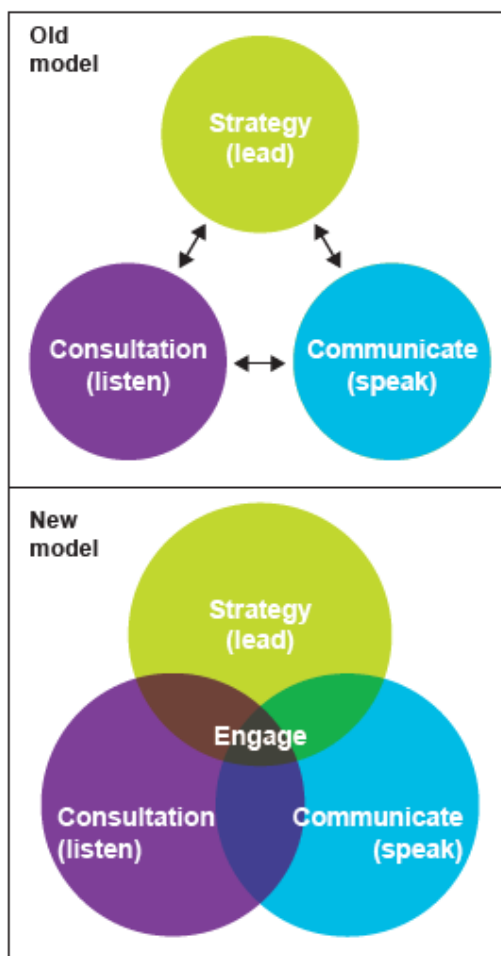 Old
model
Strategy
(lead)
Consultation
(listen)
Communicate
(speak)
New
model
Strategy
(lead)
Engage
Consultation
(listen)
Communicate
(speak)